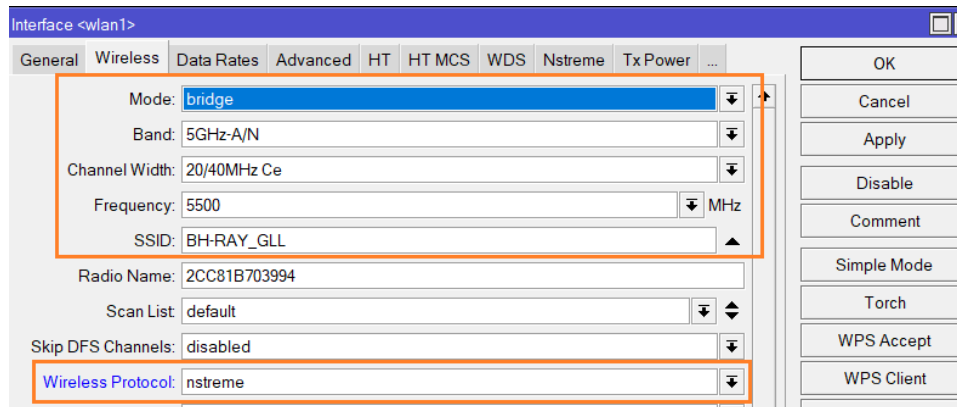 Interface <wlan1>
General Wireless Data Rates Advanced HT HT MCS WDS Nstreme Tx Power ...
OK
Mode: bridge
Cancel
Band: 5GHz-A/N
Apply
Channel Width: 20/40MHz Ce
Disable
Frequency: 5500 MHz
Comment
SSID: BH-RAY_GLL
Simple Mode
Radio Name: 2CC81B703994
Torch
Scan List: default
WPS Accept
Skip DFS Channels: disabled
WPS Client
Wireless Protocol: nstreme